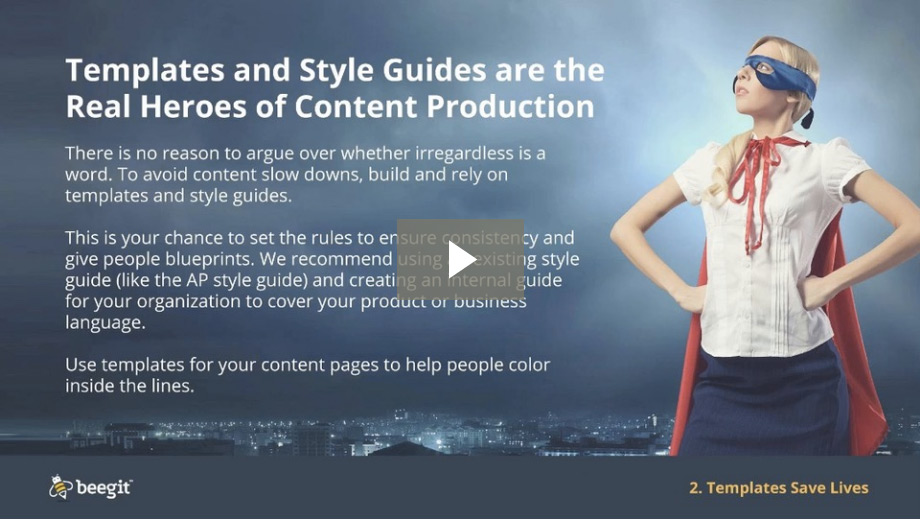 Templates and Style Guides are the
Real Heroes of Content Production
There is no reason to argue over whether irregardless is a
word. To avoid content slow downs, build and rely on
templates and style guides.
This is your chance to set the rules to ensure consistency and
give people blueprints. We recommend using existing style
guide (like the AP style guide) and creating an internal guide
for your organization to cover your product or business
language.
Use templates for your content pages to help people color
inside the lines.
beegit
2. Templates Save Lives